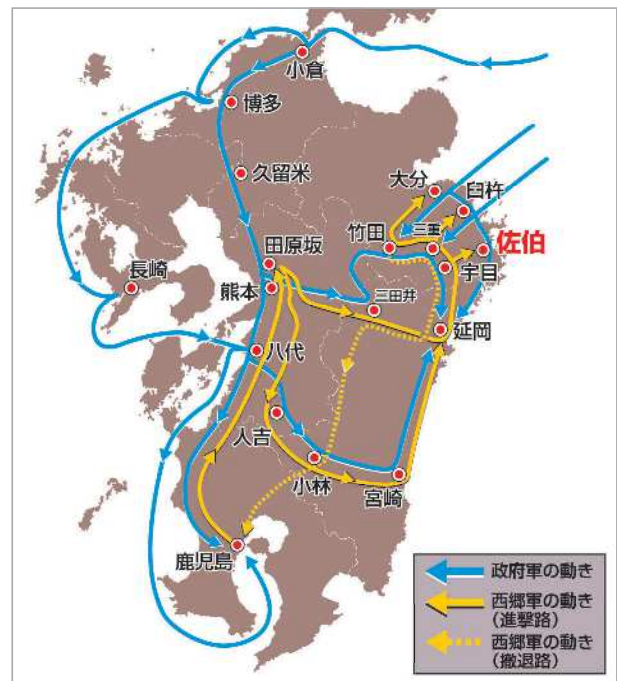 小倉
博多
久留米
大分
臼杵
竹田
三重
佐伯
田原坂
宇目
長崎
熊本
三田井
延岡
八代
人吉
小林
宮崎
鹿児島
政府軍の動き
西郷軍の動き
(進撃路)
西郷軍の動き
(撤退路)